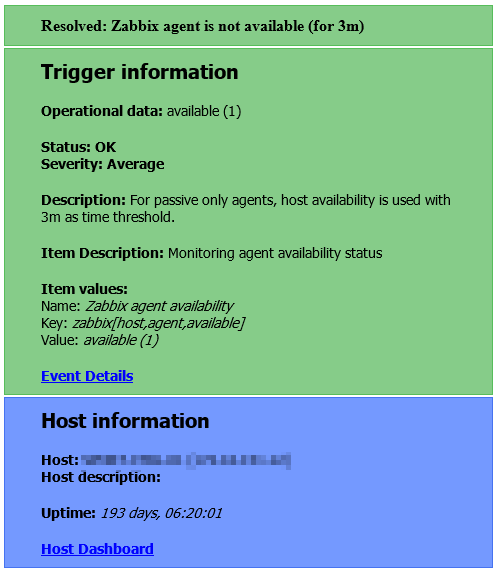 Resolved: Zabbix agent is not available (for 3m)
Trigger information
Operational data: available (1)
Status: OK
Severity: Average
Description: For passive only agents, host availability is used with
3m as time threshold.
Item Description: Monitoring agent availability status
Item values:
Name: Zabbix agent availability
Key: zabbix[host,agent,available]
Value: available (1)
Event Details
Host information
Host:
Host description:
Uptime: 193 days, 06:20:01
Host Dashboard